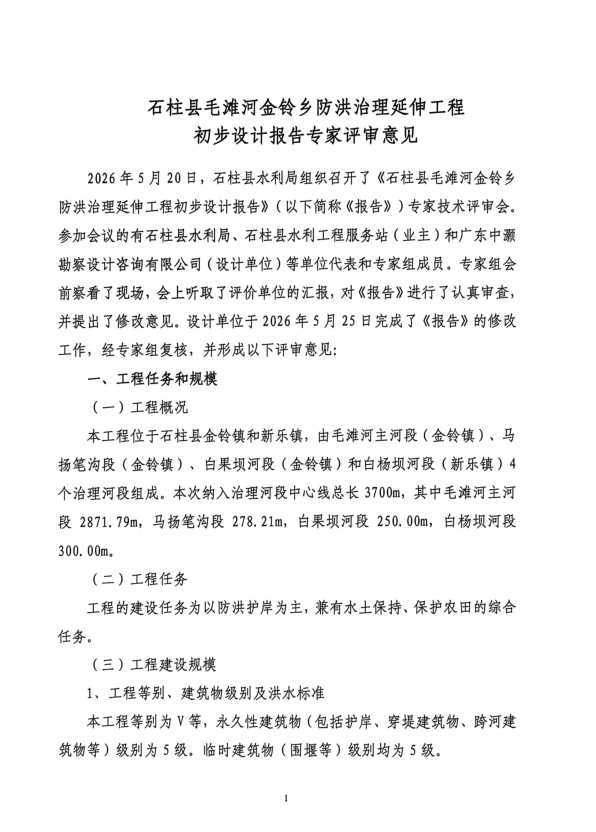 石柱县毛滩河金铃乡防洪治理延伸工程
初步设计报告专家评审意见
2026 年 5 月 20 日，石柱县水利局组织召开了《石柱县毛滩河金铃乡
防洪治理延伸工程初步设计报告》（以下简称《报告》）专家技术评审会。
参加会议的有石柱县水利局、石柱县水利工程服务站（业主）和广东中灏
勘察设计咨询有限公司（设计单位）等单位代表和专家组成员。专家组会
前察看了现场，会上听取了评价单位的汇报，对《报告》进行了认真审查，
并提出了修改意见。设计单位于 2026 年 5 月 25 日完成了《报告》的修改
工作，经专家组复核，并形成以下评审意见：
一、工程任务和规模
（一）工程概况
本工程位于石柱县金铃镇和新乐镇，由毛滩河主河段（金铃镇）、马
扬笔沟段（金铃镇）、白果坝河段（金铃镇）和白杨坝河段（新乐镇）4
个治理河段组成。本次纳入治理河段中心线总长 3700m，其中毛滩河主河
段 2871.79m，马扬笔沟段 278.21m，白果坝河段 250.00m，白杨坝河段
300.00m。
（二）工程任务
工程的建设任务为以防洪护岸为主，兼有水土保持、保护农田的综合
任务。
（三）工程建设规模
1、工程等别、建筑物级别及洪水标准
本工程等别为 V 等，永久性建筑物（包括护岸、穿堤建筑物、跨河建
筑物等）级别为 5 级。临时建筑物（围堰等）级别均为 5 级。
1